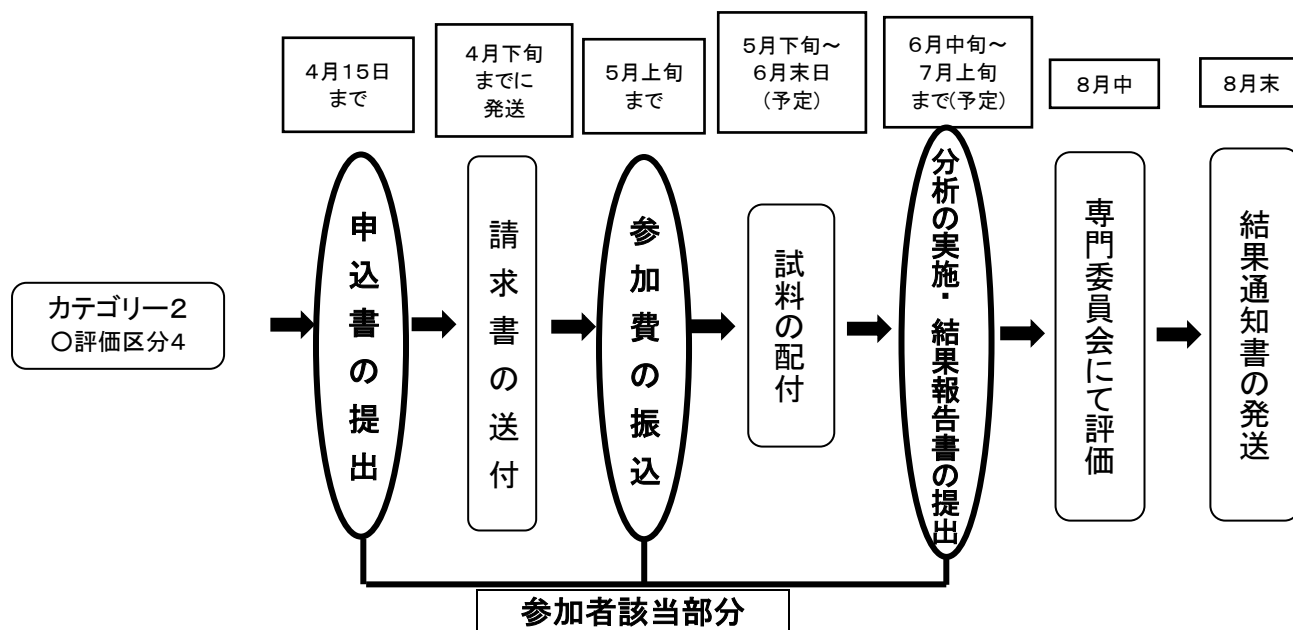 4月15日
まで
4月下旬
までに
発送
5月上旬
まで
5月下旬～
6月末日
(予定)
6月中旬～
7月上旬
まで(予定)
8月中
8月末
カテゴリー2
○評価区分4
申込書の提出
請求書の送付
参加費の振込
試料の配付
分析の実施・結果報告書の提出
専門委員会にて評価
結果通知書の発送
参加者該当部分